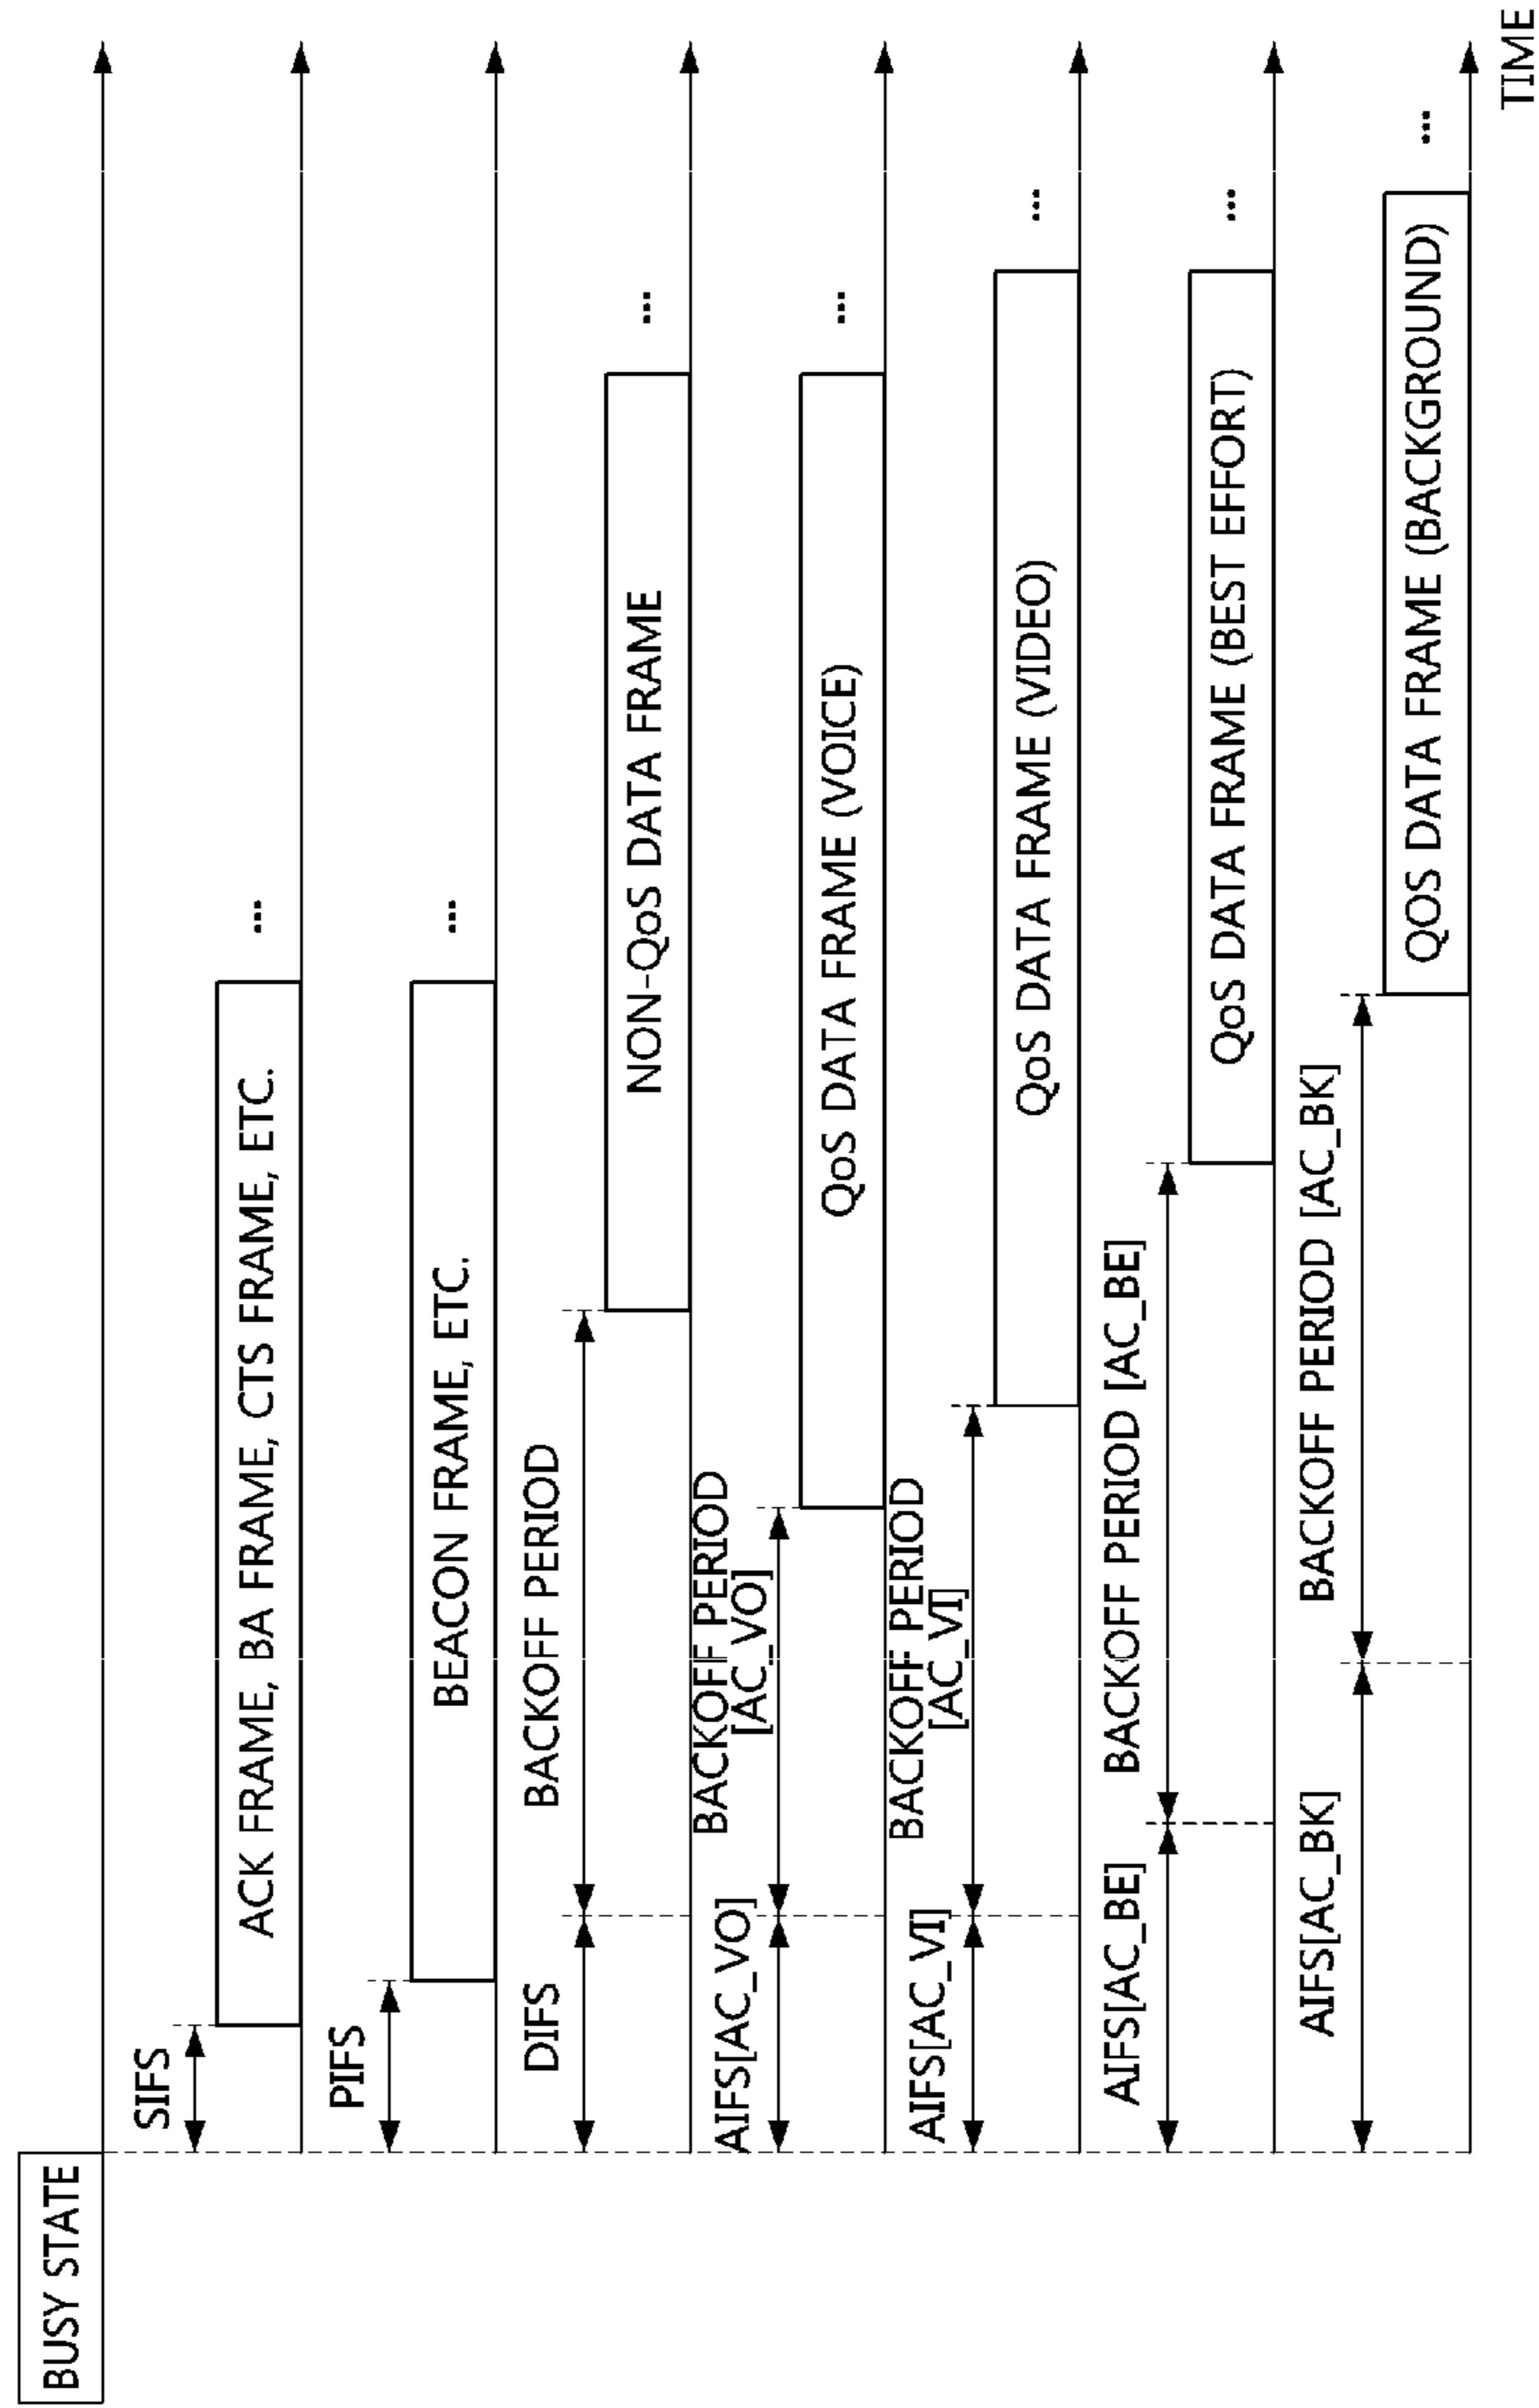 BUSY STATE
SIFS
ACK FRAME, BA FRAME, CTS FRAME, ETC.
...
PIFS
BEACON FRAME, ETC.
...
DIFS
BACKOFF PERIOD
NON-QoS DATA FRAME
...
AIFS[AC_VO]
BACKOFF PERIOD
[AC_VO]
QoS DATA FRAME (VOICE)
...
AIFS[AC_VI]
BACKOFF PERIOD
[AC_VI]
QoS DATA FRAME (VIDEO)
...
AIFS[AC_BE]
BACKOFF PERIOD [AC_BE]
QoS DATA FRAME (BEST EFFORT)
...
AIFS[AC_BK]
BACKOFF PERIOD [AC_BK]
QOS DATA FRAME (BACKGROUND)
...
TIME